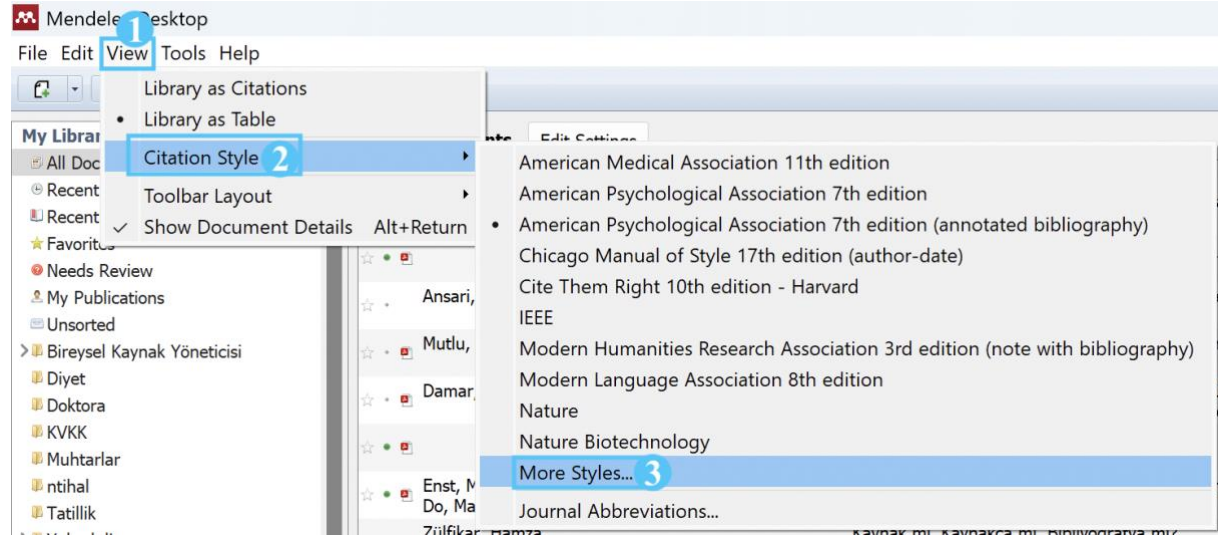 Mendeley Desktop
1
File Edit View Tools Help
Library as Citations
• Library as Table
My Librar
Edit Settings
All Doc
Citation Style 2
American Medical Association 11th edition
Recent
Toolbar Layout
American Psychological Association 7th edition
Recent
✓ Show Document Details Alt+Return
• American Psychological Association 7th edition (annotated bibliography)
Favorites
Chicago Manual of Style 17th edition (author-date)
Needs Review
Cite Them Right 10th edition - Harvard
My Publications
Ansari,
IEEE
Unsorted
Modern Humanities Research Association 3rd edition (note with bibliography)
Bireysel Kaynak Yöneticisi
Mutlu,
Modern Language Association 8th edition
Diyet
Damar,
Nature
Doktora
Nature Biotechnology
KVKK
More Styles... 3
Muhtarlar
Enst, M
ntihal
Do, Ma
Journal Abbreviations...
Tatillik
Zülfikar, Hamza
Kaynak mı, Kaynakça mı, Bibliyografya mı?